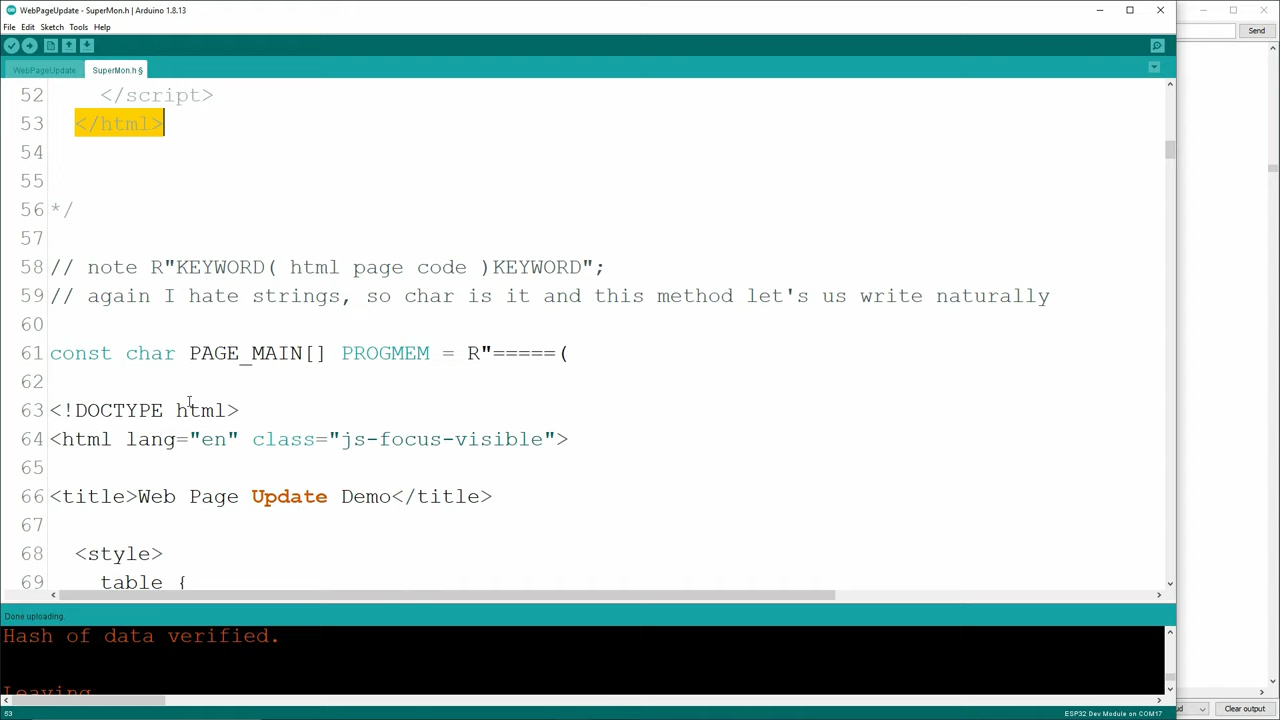 WebPageUpdate - SuperMon.h | Arduino 1.8.13
File Edit Sketch Tools Help
Send
WebPageUpdate SuperMon.h §
52 </script>
53 </html>
54
55
56 */
57
58 // note R"KEYWORD( html page code )KEYWORD";
59 // again I hate strings, so char is it and this method let's us write naturally
60
61 const char PAGE_MAIN[] PROGMEM = R"=====(
62
63 <!DOCTYPE html>
64 <html lang="en" class="js-focus-visible">
65
66 <title>Web Page Update Demo</title>
67
68 <style>
69 table {
Done uploading.
Hash of data verified.
Leaving
ud Clear output
53 ESP32 Dev Module on COM17